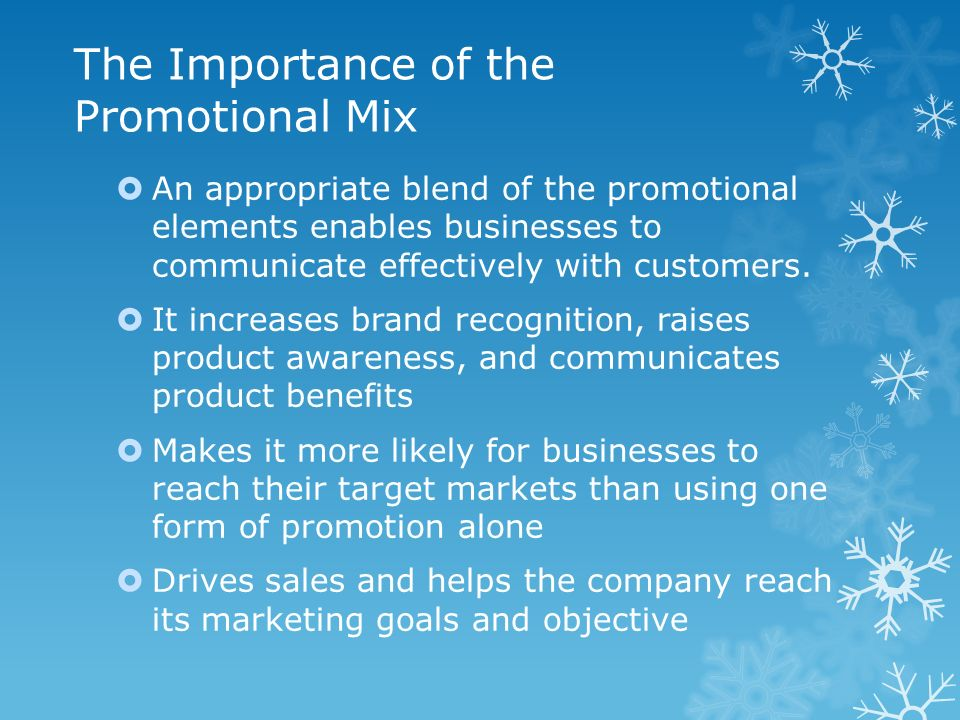 The Importance of the
Promotional Mix
An appropriate blend of the promotional
elements enables businesses to
communicate effectively with customers.
It increases brand recognition, raises
product awareness, and communicates
product benefits
Makes it more likely for businesses to
reach their target markets than using one
form of promotion alone
Drives sales and helps the company reach
its marketing goals and objective